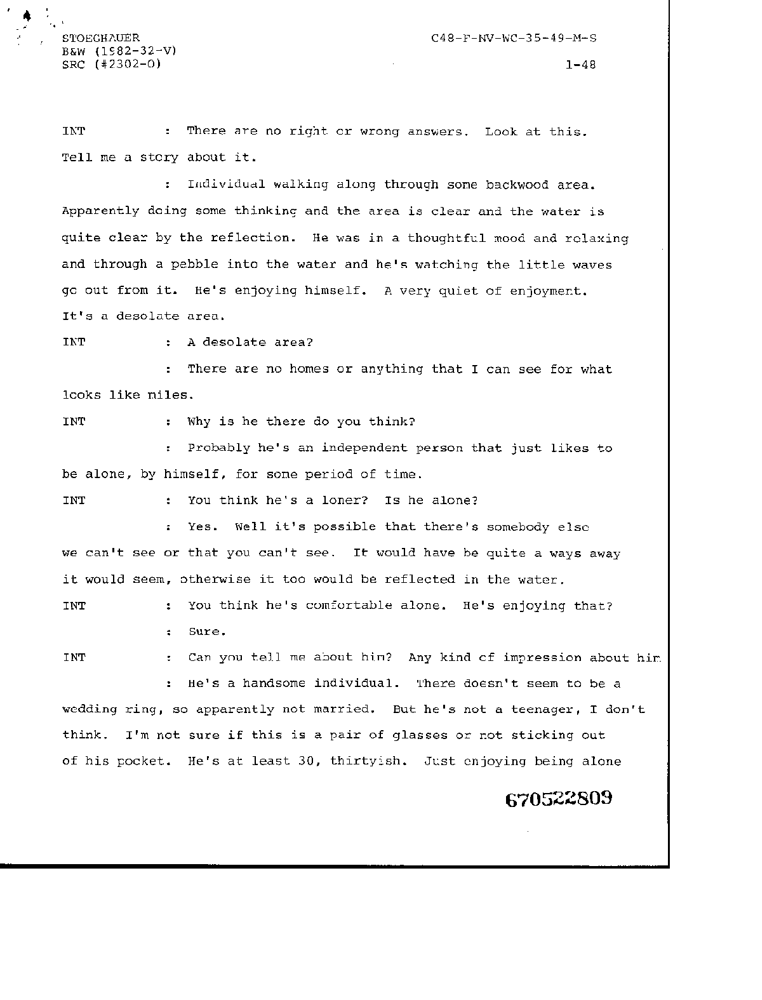 STOEGHAUER C48-F-NV-WC-35-49-M-S
B&W (1982-32-V)
SRC (#2302-O) 1-48
INT : There are no right or wrong answers. Look at this.
Tell me a story about it.
: Individual walking along through some backwood area.
Apparently doing some thinking and the area is clear and the water is
quite clear by the reflection. He was in a thoughtful mood and relaxing
and through a pebble into the water and he's watching the little waves
go out from it. He's enjoying himself. A very quiet of enjoyment.
It's a desolate area.
INT : A desolate area?
: There are no homes or anything that I can see for what
looks like miles.
INT : Why is he there do you think?
: Probably he's an independent person that just likes to
be alone, by himself, for some period of time.
INT : You think he's a loner? Is he alone?
: Yes. Well it's possible that there's somebody else
we can't see or that you can't see. It would have be quite a ways away
it would seem, otherwise it too would be reflected in the water.
INT : You think he's comfortable alone. He's enjoying that?
: Sure.
INT : Can you tell me about him? Any kind of impression about him
: He's a handsome individual. There doesn't seem to be a
wedding ring, so apparently not married. But he's not a teenager, I don't
think. I'm not sure if this is a pair of glasses or not sticking out
of his pocket. He's at least 30, thirtyish. Just enjoying being alone
670522809